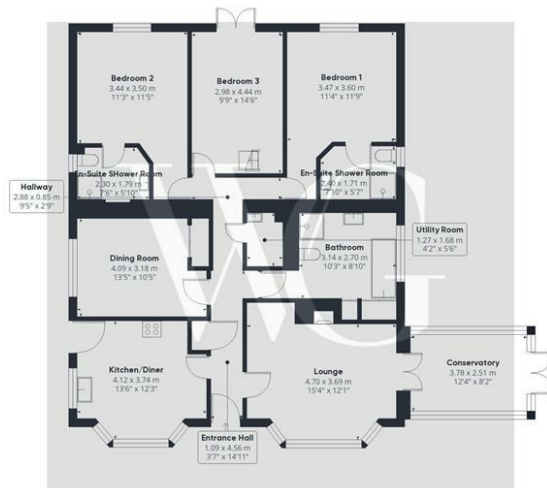 Bedroom 2
3.44 x 3.50 m
11'3" x 11'5"
Bedroom 3
2.98 x 4.44 m
9'9" x 14'6"
Bedroom 1
3.47 x 3.60 m
11'4" x 11'9"
En-Suite SHower Room
2.30 x 1.79 m
7'6" x 5'10"
En-Suite Shower Room
2.40 x 1.71 m
7'10" x 5'7"
Hallway
2.88 x 0.85 m
9'5" x 2'9"
Dining Room
4.09 x 3.18 m
13'5" x 10'5"
Bathroom
3.14 x 2.70 m
10'3" x 8'10"
Utility Room
1.27 x 1.68 m
4'2" x 5'6"
Kitchen/Diner
4.12 x 3.74 m
13'6" x 12'3"
Lounge
4.70 x 3.69 m
15'4" x 12'1"
Conservatory
3.78 x 2.51 m
12'4" x 8'2"
Entrance Hall
1.09 x 4.56 m
3'7" x 14'11"
WG